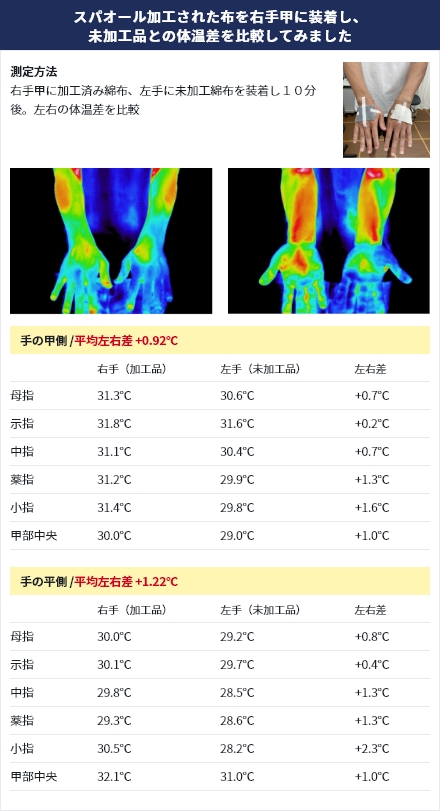 スパオール加工された布を右手甲に装着し、
未加工品との体温差を比較してみました
測定方法
右手甲に加工済み綿布、左手に未加工綿布を装着し１０分
後。左右の体温差を比較
手の甲側 /平均左右差 +0.92℃
右手（加工品） 左手（未加工品） 左右差
母指 31.3℃ 30.6℃ +0.7℃
示指 31.8℃ 31.6℃ +0.2℃
中指 31.1℃ 30.4℃ +0.7℃
薬指 31.2℃ 29.9℃ +1.3℃
小指 31.4℃ 29.8℃ +1.6℃
甲部中央 30.0℃ 29.0℃ +1.0℃
手の平側 /平均左右差 +1.22℃
右手（加工品） 左手（未加工品） 左右差
母指 30.0℃ 29.2℃ +0.8℃
示指 30.1℃ 29.7℃ +0.4℃
中指 29.8℃ 28.5℃ +1.3℃
薬指 29.3℃ 28.6℃ +1.3℃
小指 30.5℃ 28.2℃ +2.3℃
甲部中央 32.1℃ 31.0℃ +1.0℃